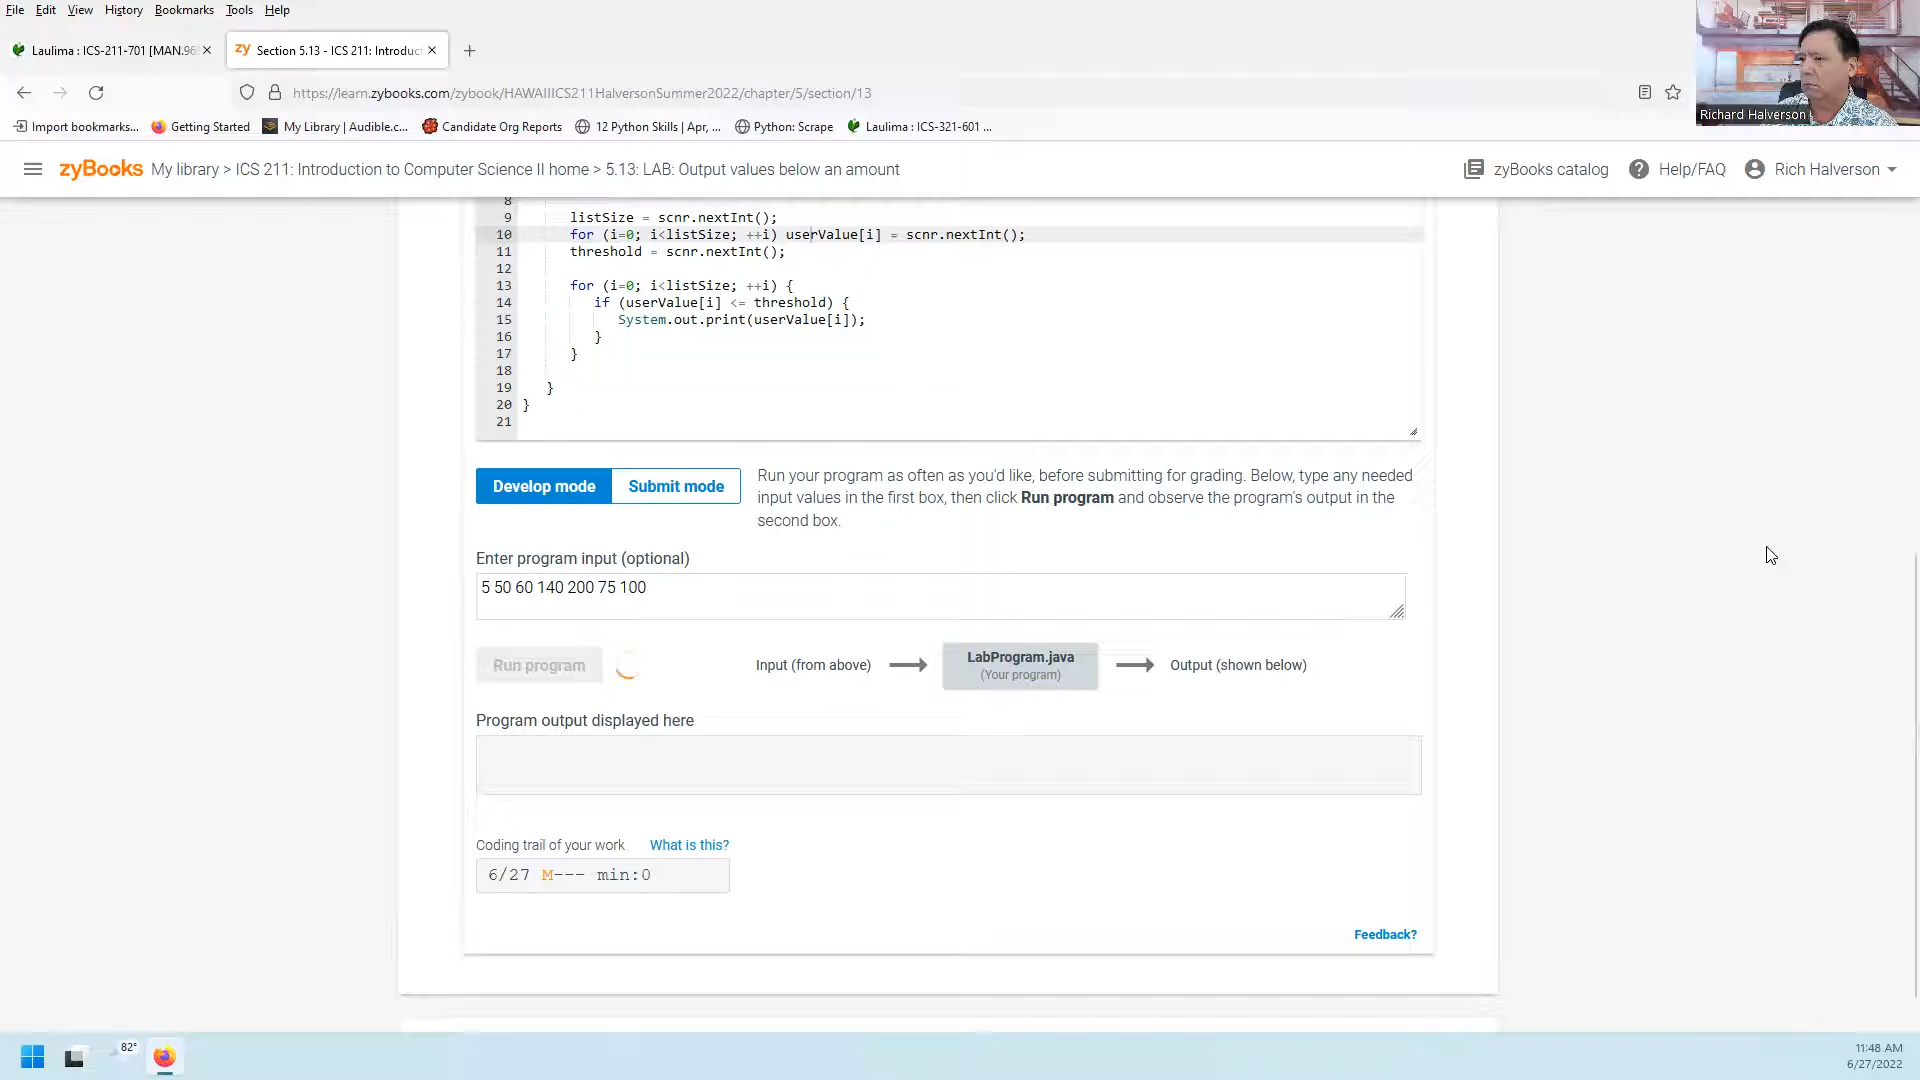 File Edit View History Bookmarks Tools Help
Laulima : ICS-211-701 [MAN.96
zy Section 5.13 - ICS 211: Introduc
https://learn.zybooks.com/zybook/HAWAIIICS211HalversonSummer2022/chapter/5/section/13
Import bookmarks... Getting Started My Library | Audible.c... Candidate Org Reports 12 Python Skills | Apr, ... Python: Scrape Laulima : ICS-321-601 ...
Richard Halverson
zyBooks My library > ICS 211: Introduction to Computer Science II home > 5.13: LAB: Output values below an amount
zyBooks catalog Help/FAQ Rich Halverson
8
9 listSize = scnr.nextInt();
10 for (i=0; i<listSize; ++i) userValue[i] = scnr.nextInt();
11 threshold = scnr.nextInt();
12
13 for (i=0; i<listSize; ++i) {
14 if (userValue[i] <= threshold) {
15 System.out.print(userValue[i]);
16 }
17 }
18
19 }
20 }
21
Develop mode Submit mode
Run your program as often as you'd like, before submitting for grading. Below, type any needed
input values in the first box, then click Run program and observe the program's output in the
second box.
Enter program input (optional)
5 50 60 140 200 75 100
Run program
Input (from above)
LabProgram.java
(Your program)
Output (shown below)
Program output displayed here
Coding trail of your work What is this?
6/27 M--- min:0
Feedback?
82°
11:48 AM
6/27/2022